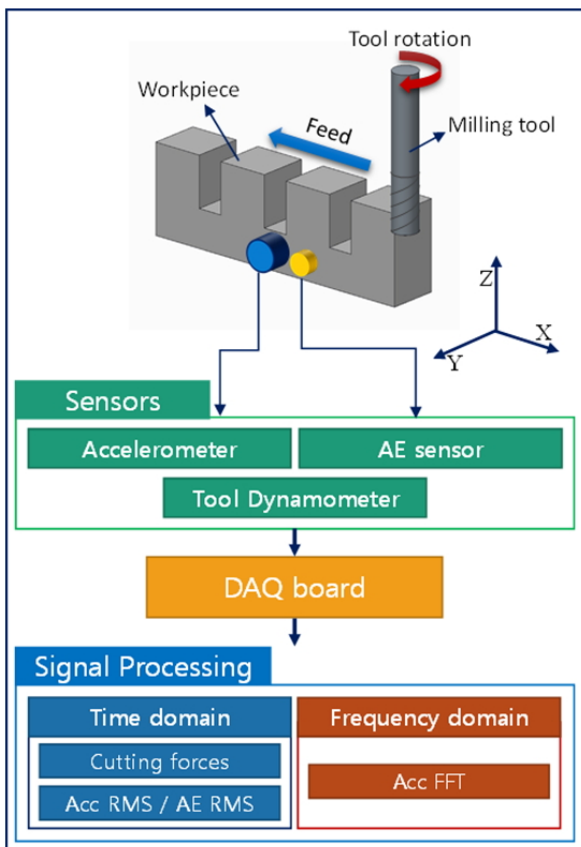 Tool rotation
Workpiece
Feed
Milling tool
Z
X
Y
Sensors
Accelerometer
AE sensor
Tool Dynamometer
DAQ board
Signal Processing
Time domain
Frequency domain
Cutting forces
Acc FFT
Acc RMS / AE RMS